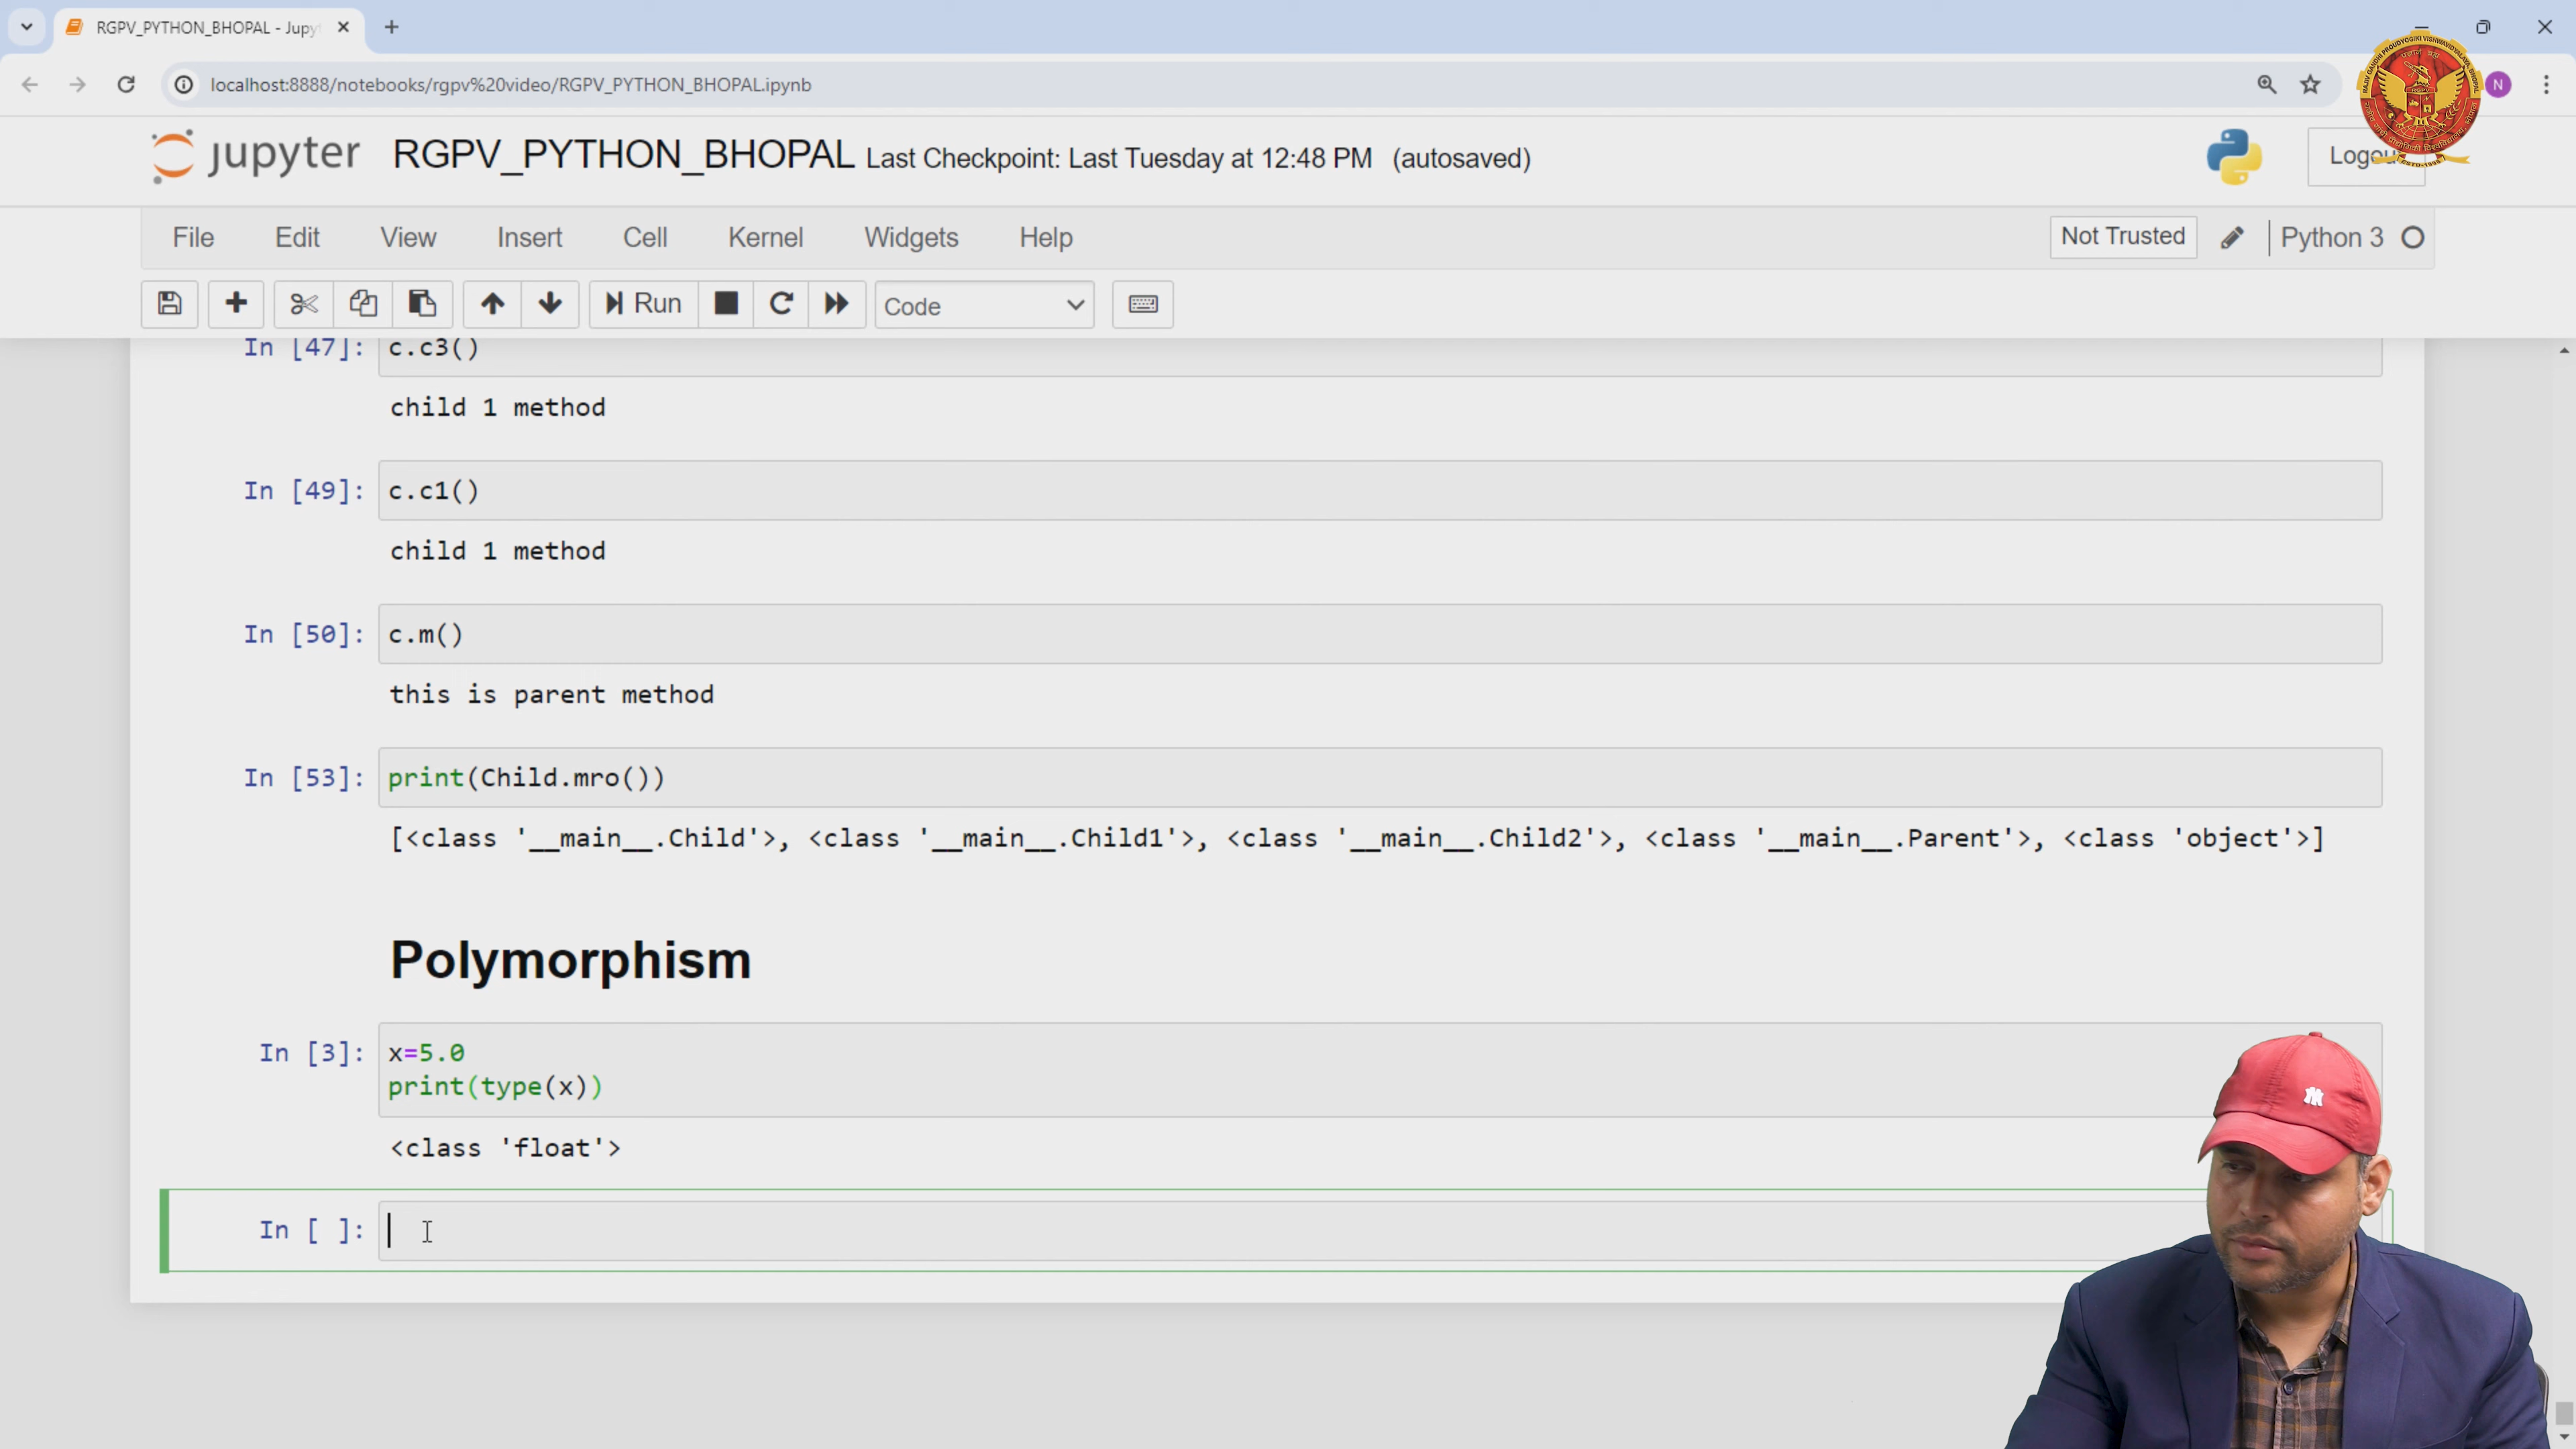 RGPV_PYTHON_BHOPAL - Jupy
localhost:8888/notebooks/rgpv%20video/RGPV_PYTHON_BHOPAL.ipynb
N
jupyter RGPV_PYTHON_BHOPAL Last Checkpoint: Last Tuesday at 12:48 PM (autosaved)
File Edit View Insert Cell Kernel Widgets Help Not Trusted Python 3
Run Code
In [47]: c.c3()
child 1 method
In [49]: c.c1()
child 1 method
In [50]: c.m()
this is parent method
In [53]: print(Child.mro())
[<class '__main__.Child'>, <class '__main__.Child1'>, <class '__main__.Child2'>, <class '__main__.Parent'>, <class 'object'>]
Polymorphism
In [3]: x=5.0
print(type(x))
<class 'float'>
In [ ]: